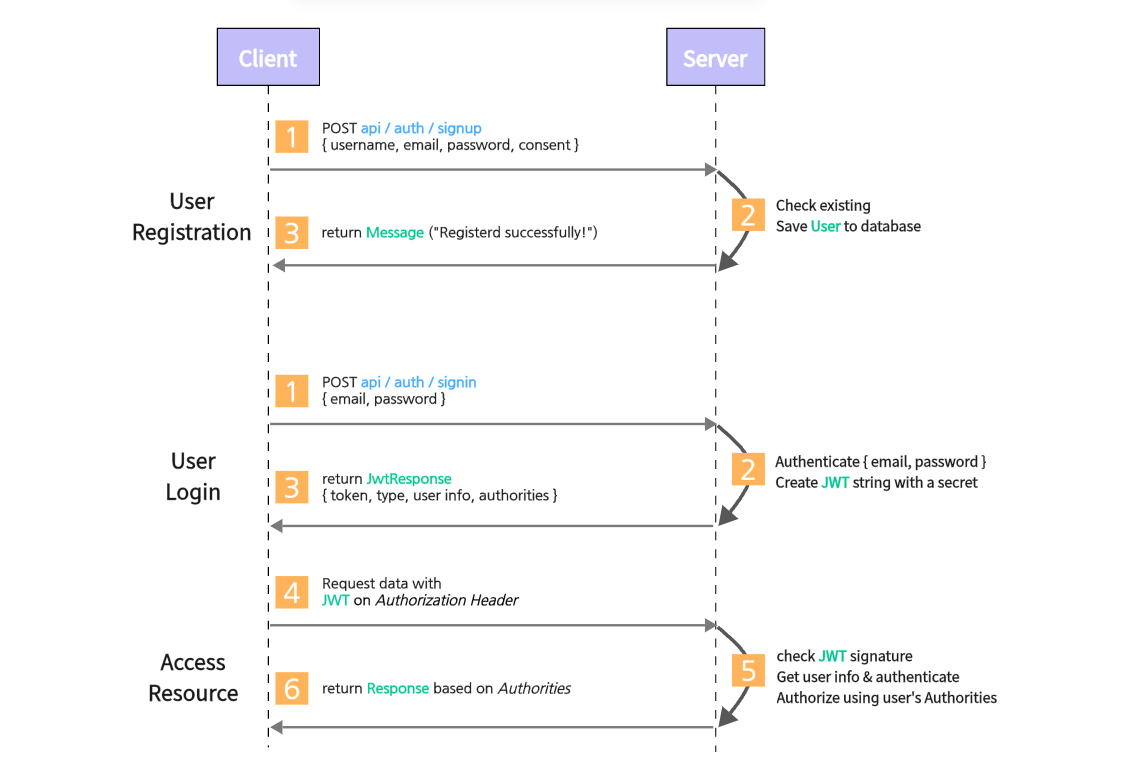 Client
Server
1
POST api / auth / signup
{ username, email, password, consent }
User
Registration
2
Check existing
Save User to database
3
return Message ("Registerd successfully!")
1
POST api / auth / signin
{ email, password }
User
Login
2
Authenticate { email, password }
Create JWT string with a secret
3
return JwtResponse
{ token, type, user info, authorities }
4
Request data with
JWT on Authorization Header
Access
Resource
5
check JWT signature
Get user info & authenticate
Authorize using user's Authorities
6
return Response based on Authorities